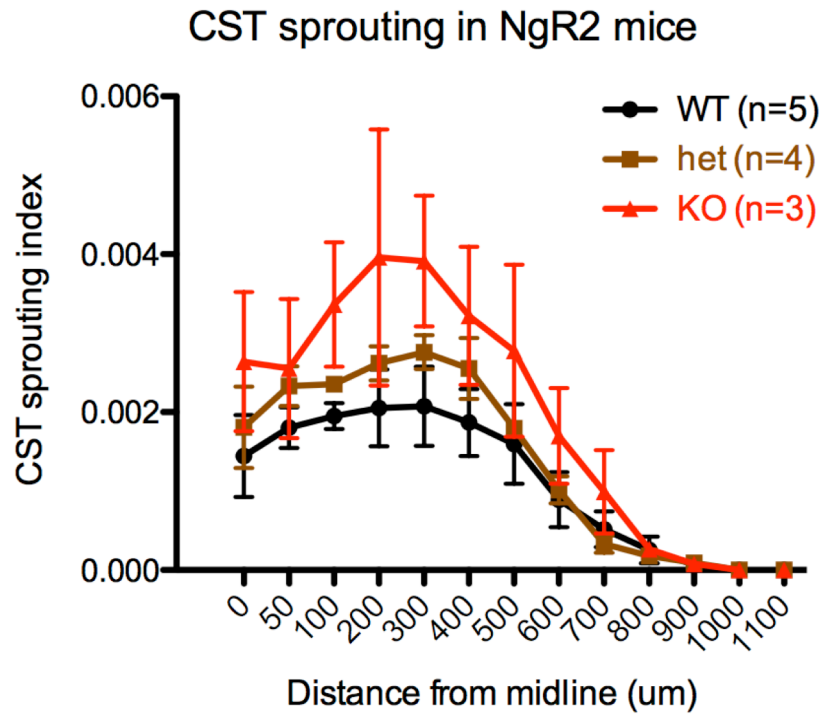 CST sprouting in NgR2 mice
0.006
0.004
0.002
0.000
CST sprouting index
WT (n=5)
het (n=4)
KO (n=3)
0 50 100 200 300 400 500 600 700 800 900 1000 1100
Distance from midline (um)